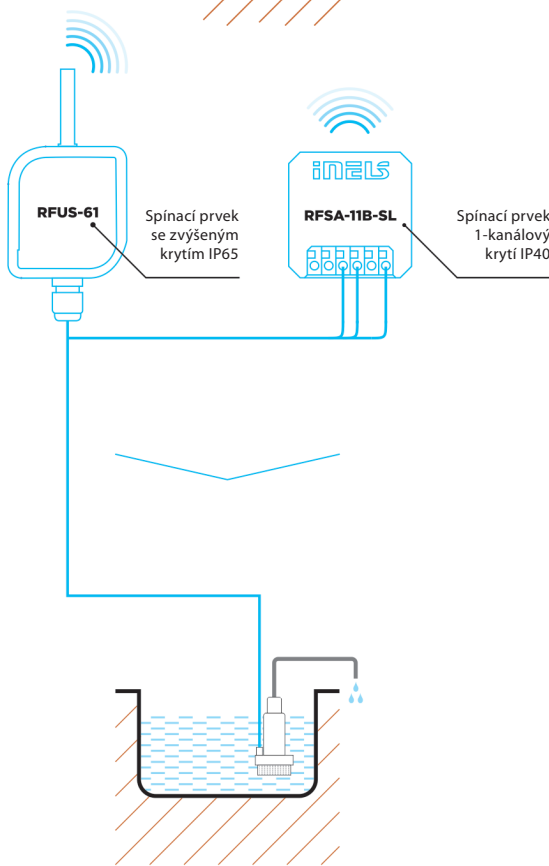 iNELS
RFUS-61
Spínací prvek
se zvýšeným
krytím IP65
RFSA-11B-SL
Spínací prvek
1-kanálový
krytí IP40